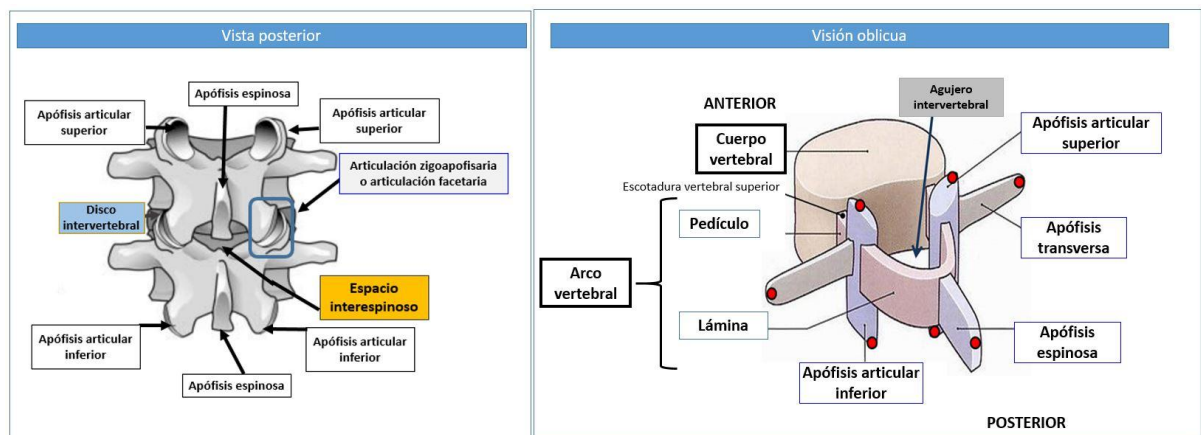 Vista posterior
Apófisis espinosa
Apófisis articular
superior
Apófisis articular
superior
Articulación zigoapofisaria
o articulación facetaria
Disco
intervertebral
Espacio
interespinoso
Apófisis articular
inferior
Apófisis articular
inferior
Apófisis espinosa
Visión oblicua
ANTERIOR
Agujero
intervertebral
Apófisis articular
superior
Cuerpo
vertebral
Escotadura vertebral superior
Pedículo
Apófisis
transversa
Arco
vertebral
Lámina
Apófisis
espinosa
Apófisis articular
inferior
POSTERIOR